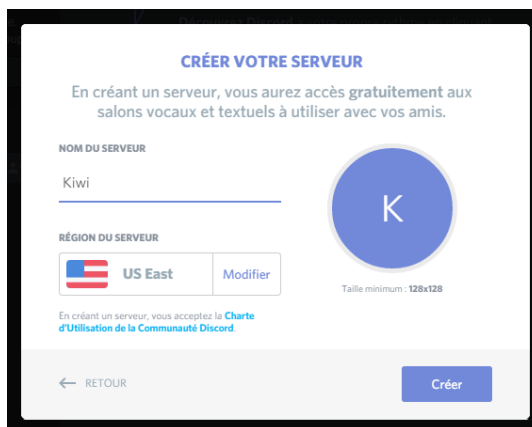 CRÉER VOTRE SERVEUR
En créant un serveur, vous aurez accès gratuitement aux
salons vocaux et textuels à utiliser avec vos amis.
NOM DU SERVEUR
Kiwi
K
RÉGION DU SERVEUR
US East
Modifier
Taille minimum : 128x128
En créant un serveur, vous acceptez la Charte
d'Utilisation de la Communauté Discord.
← RETOUR
Créer